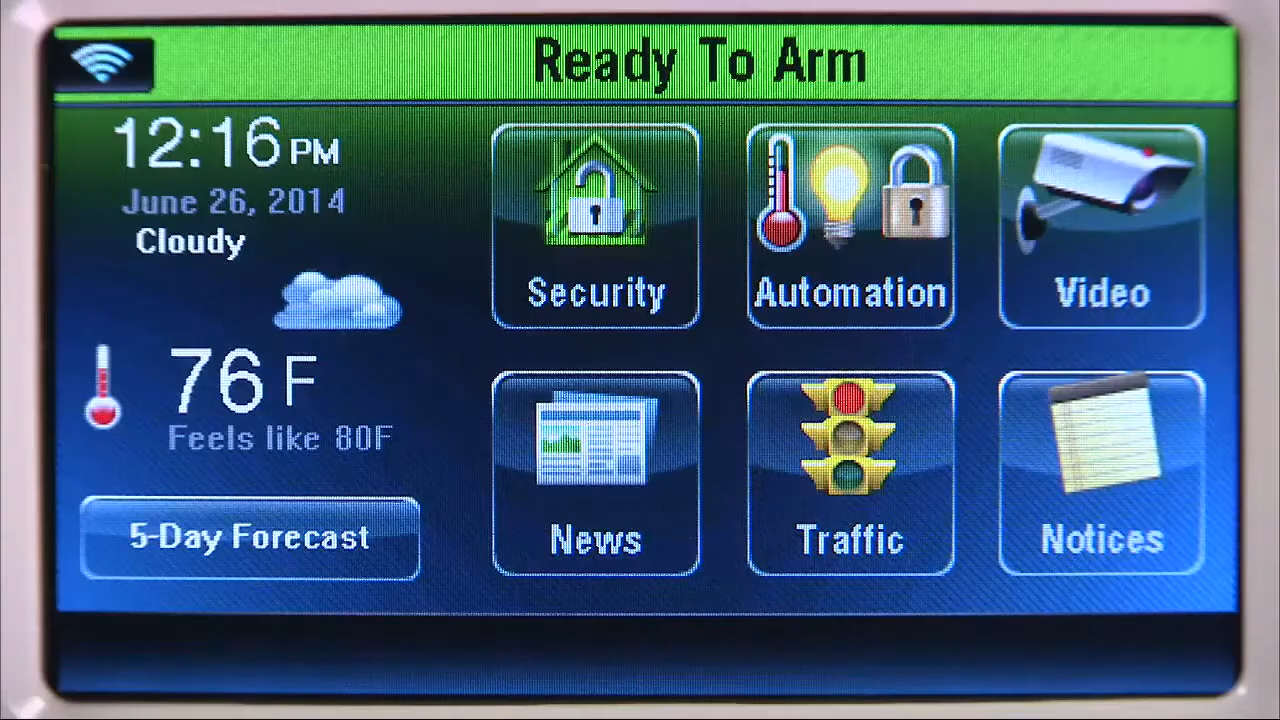 Ready To Arm
12:16 PM
June 26, 2014
Cloudy
76 F
Feels like 80F
5-Day Forecast
Security
Automation
Video
News
Traffic
Notices